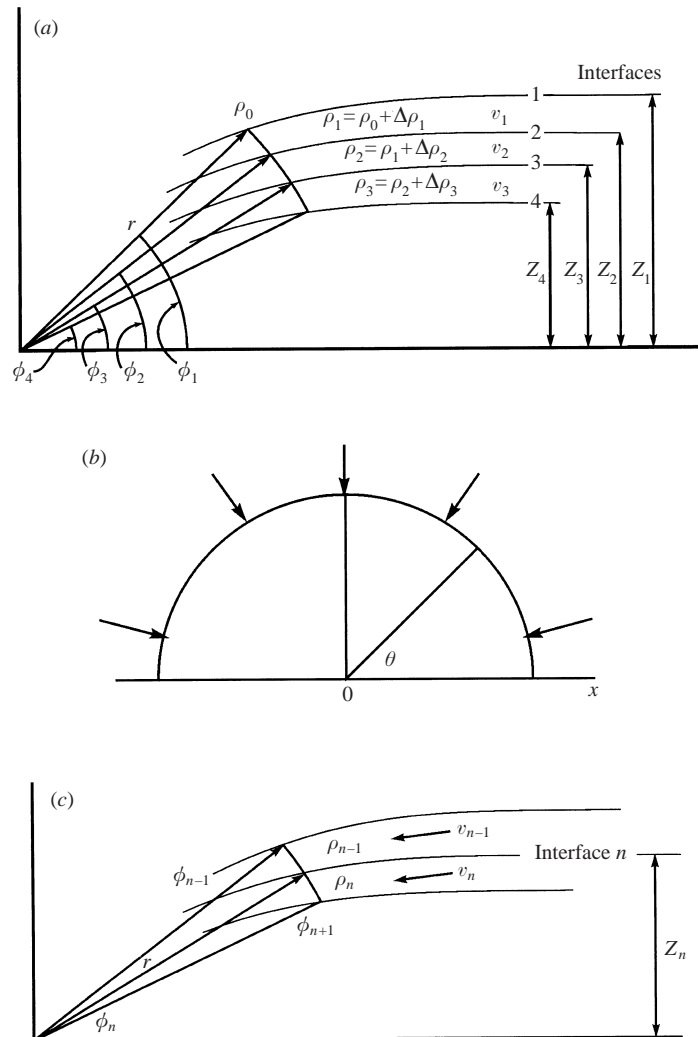 (a)
Interfaces
ρ0
1
ρ1 = ρ0 + Δρ1
v1
2
ρ2 = ρ1 + Δρ2
v2
3
ρ3 = ρ2 + Δρ3
v3
4
r
Z4
Z3
Z2
Z1
ϕ4
ϕ3
ϕ2
ϕ1
(b)
θ
0
x
(c)
ρn–1
vn–1
Interface n
ϕn–1
ρn
vn
ϕn+1
r
Zn
ϕn